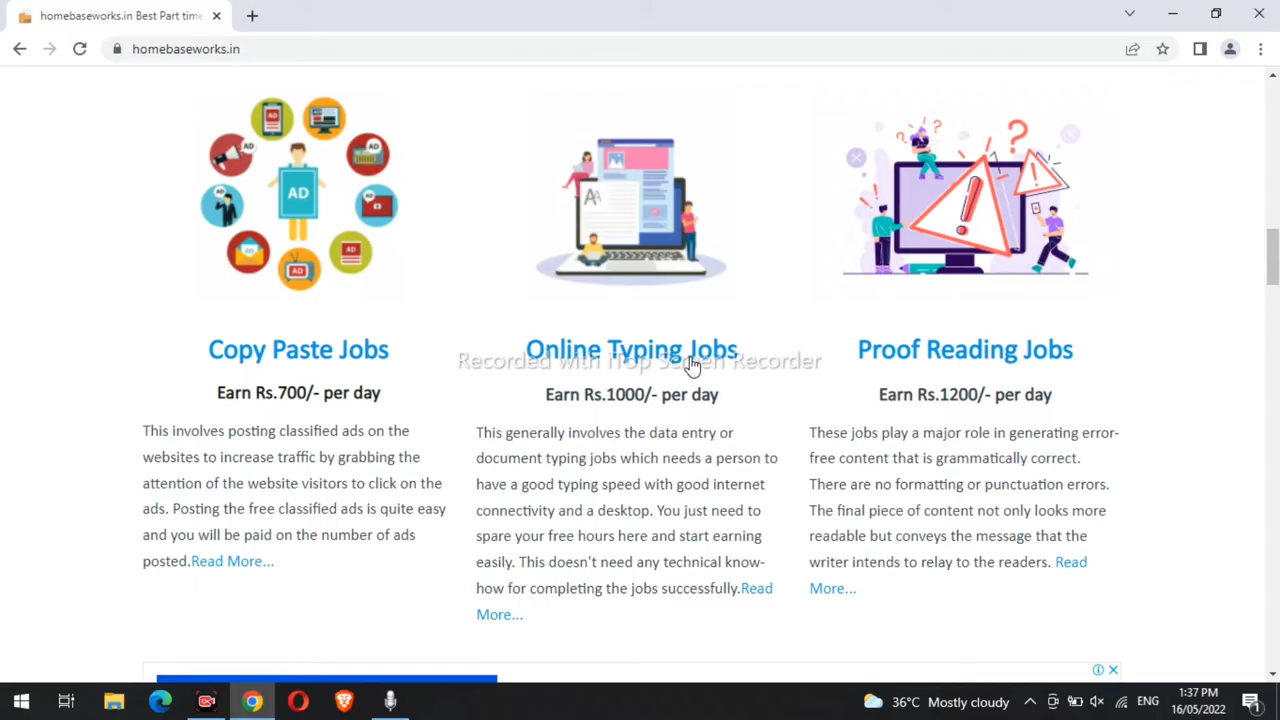 homebaseworks.in Best Part time
homebaseworks.in
AD
AD
AD
AD
AD
AD
A
Copy Paste Jobs
Online Typing Jobs
Proof Reading Jobs
Recorded with iTop Screen Recorder
Earn Rs.700/- per day
Earn Rs.1000/- per day
Earn Rs.1200/- per day
This involves posting classified ads on the
websites to increase traffic by grabbing the
attention of the website visitors to click on the
ads. Posting the free classified ads is quite easy
and you will be paid on the number of ads
posted.Read More...
This generally involves the data entry or
document typing jobs which needs a person to
have a good typing speed with good internet
connectivity and a desktop. You just need to
spare your free hours here and start earning
easily. This doesn't need any technical know-
how for completing the jobs successfully.Read
More...
These jobs play a major role in generating error-
free content that is grammatically correct.
There are no formatting or punctuation errors.
The final piece of content not only looks more
readable but conveys the message that the
writer intends to relay to the readers. Read
More...
36°C Mostly cloudy
ENG
1:37 PM
16/05/2022
1